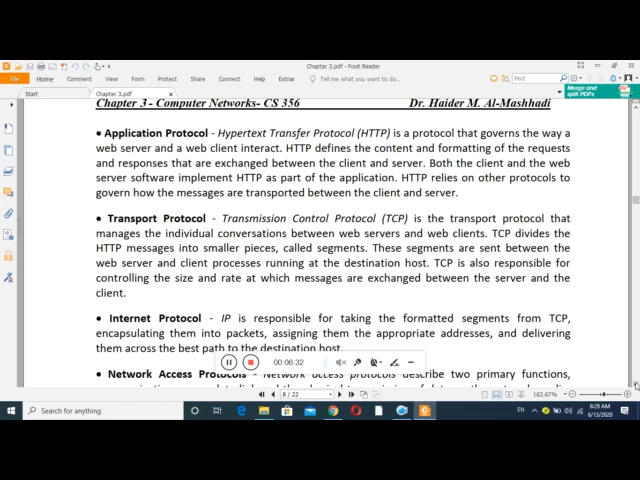 Chapter 3.pdf - Foxit Reader
File Home Comment View Form Protect Share Connect Help Extras Tell me what you want to do... Find
Start Chapter 3.pdf Merge and split PDFs
Chapter 3 - Computer Networks- CS 356 Dr. Haider M. Al-Mashhadi
• Application Protocol - Hypertext Transfer Protocol (HTTP) is a protocol that governs the way a
web server and a web client interact. HTTP defines the content and formatting of the requests
and responses that are exchanged between the client and server. Both the client and the web
server software implement HTTP as part of the application. HTTP relies on other protocols to
govern how the messages are transported between the client and server.
• Transport Protocol - Transmission Control Protocol (TCP) is the transport protocol that
manages the individual conversations between web servers and web clients. TCP divides the
HTTP messages into smaller pieces, called segments. These segments are sent between the
web server and client processes running at the destination host. TCP is also responsible for
controlling the size and rate at which messages are exchanged between the server and the
client.
• Internet Protocol - IP is responsible for taking the formatted segments from TCP,
encapsulating them into packets, assigning them the appropriate addresses, and delivering
them across the best path to the destination host.
00:06:32
• Network Access Protocols - Network access protocols describe two primary functions,
8 / 22 162.67%
Search for anything EN 8:29 AM
6/13/2020